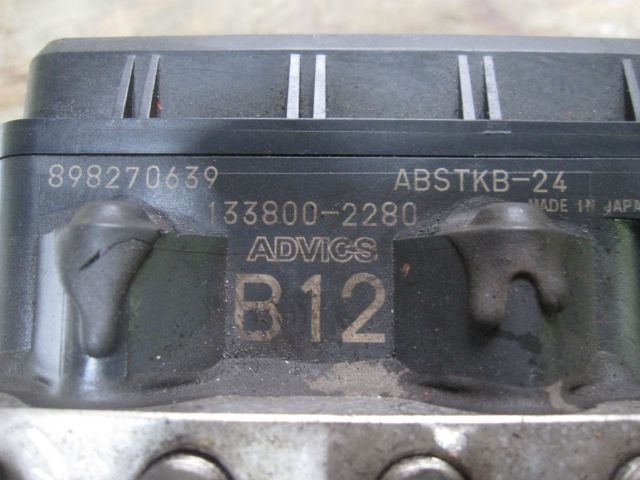 898270639 ABSTKB-24
133800-2280 MADE IN JAPAN
ADVICS
B12